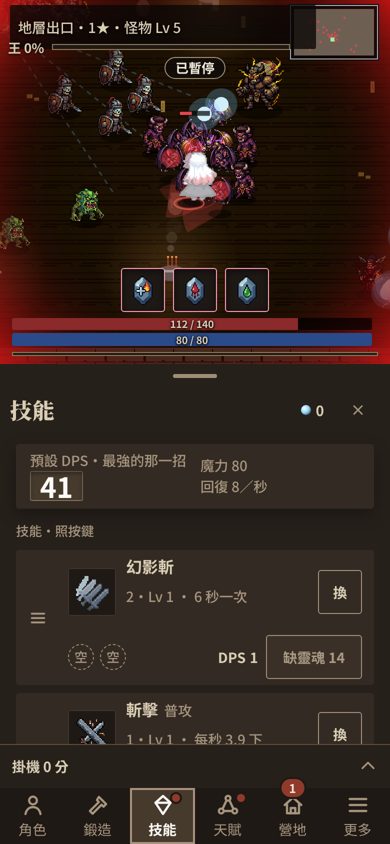 地層出口・1★・怪物 Lv 5
王 0%
已暫停
112 / 140
80 / 80
技能
0
×
預設 DPS・最強的那一招
41
魔力 80
回復 8／秒
技能・照按鍵
幻影斬
2・Lv 1 ・ 6 秒一次
換
空 空
DPS 1
缺靈魂 14
斬擊 普攻
1・Lv 1 ・ 每秒 3.9 下
換
掛機 0 分
1
角色 鍛造 技能 天賦 營地 更多